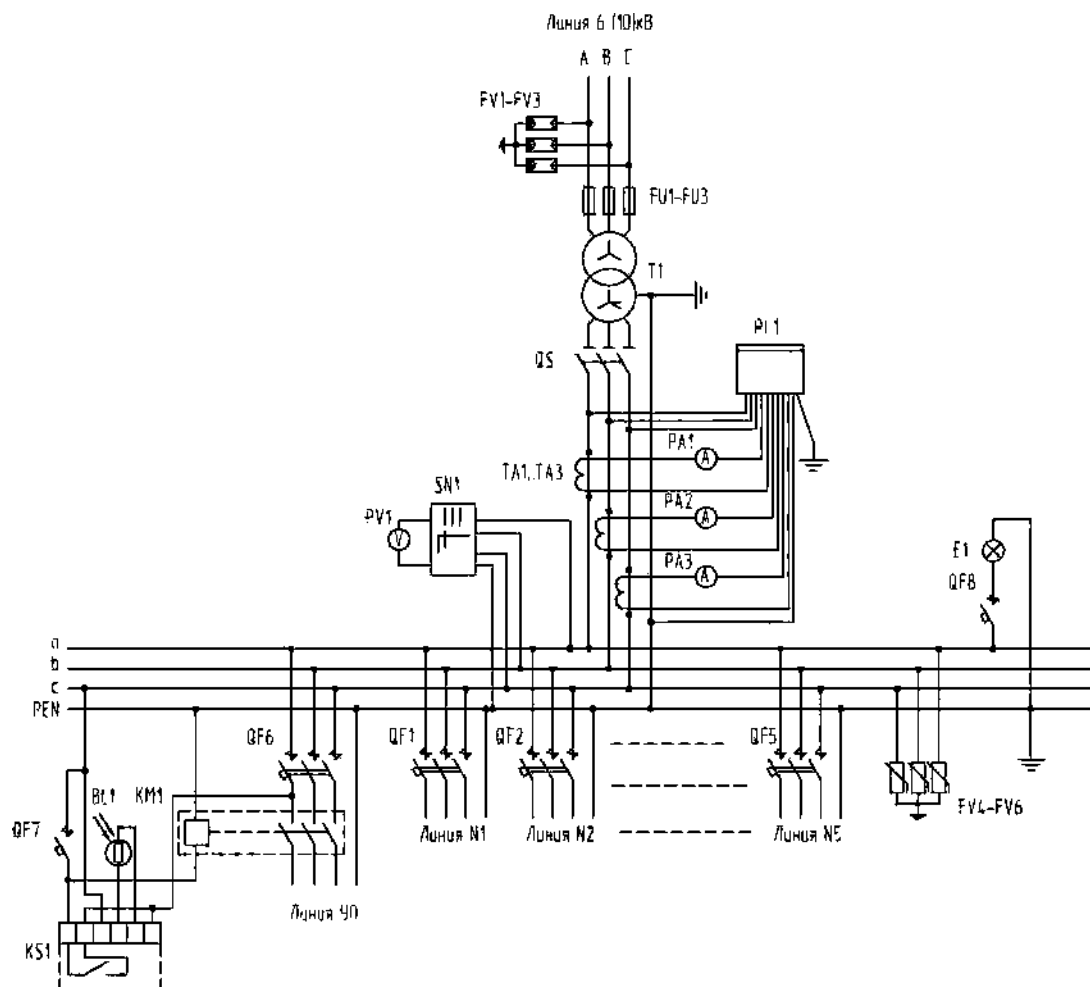 Линия 6 (10)кВ
A B C
FV1-FV3
FU1-FU3
T1
QS
PI1
PA1
A
TA1..TA3
SN1
PV1
V
PA2
A
PA3
A
E1
QF8
a
b
c
PEN
QF6
QF1
QF2
QF5
BL1
KM1
QF7
Линия N1
Линия N2
Линия N5
FV4-FV6
Линия УО
KS1